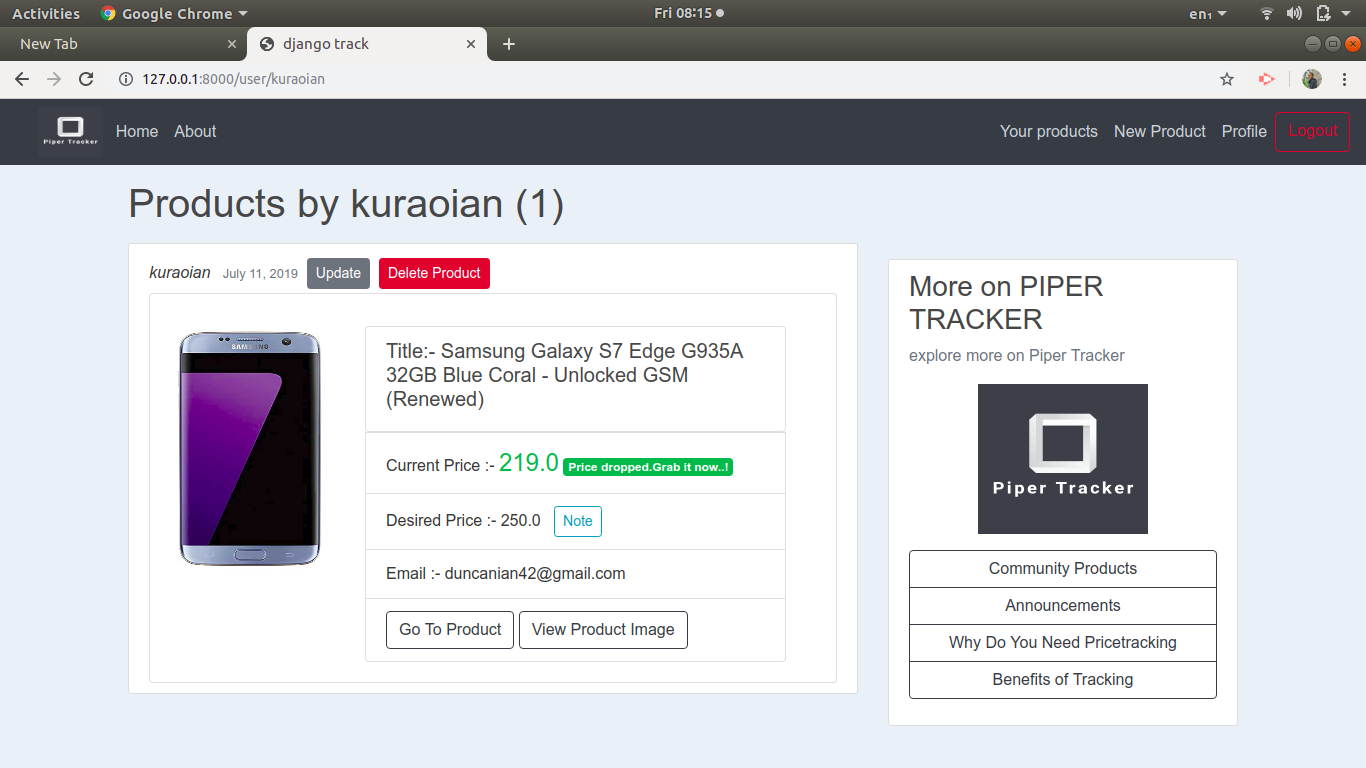 Activities Google Chrome Fri 08:15 en₁
New Tab django track
127.0.0.1:8000/user/kuraoian
Piper Tracker Home About Your products New Product Profile Logout
Products by kuraoian (1)
kuraoian July 11, 2019 Update Delete Product
SAMSUNG
Title:- Samsung Galaxy S7 Edge G935A
32GB Blue Coral - Unlocked GSM
(Renewed)
Current Price :- 219.0 Price dropped.Grab it now..!
Desired Price :- 250.0 Note
Email :- duncanian42@gmail.com
Go To Product View Product Image
More on PIPER
TRACKER
explore more on Piper Tracker
Piper Tracker
Community Products
Announcements
Why Do You Need Pricetracking
Benefits of Tracking